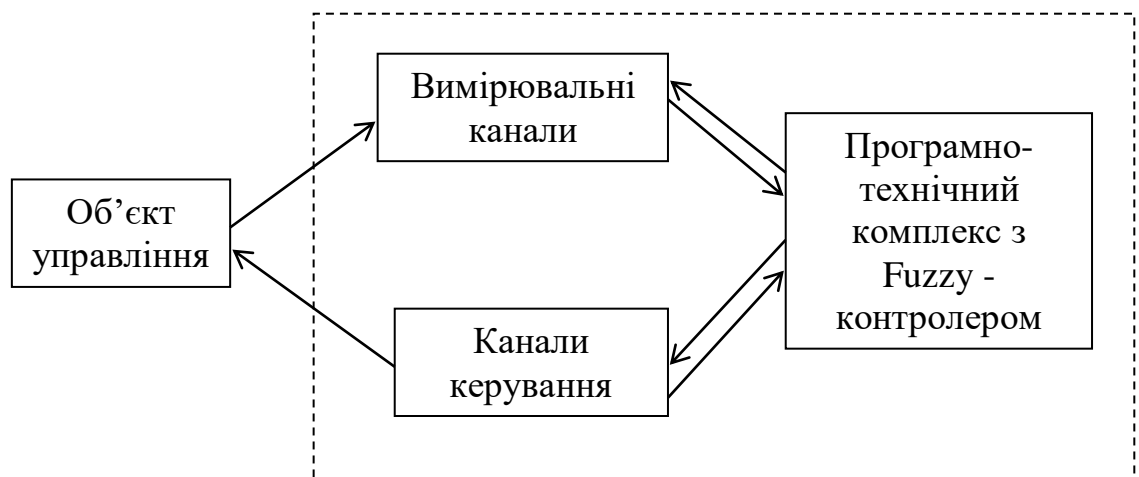 Вимірювальні
канали
Об’єкт
управління
Програмно-
технічний
комплекс з
Fuzzy -
контролером
Канали
керування